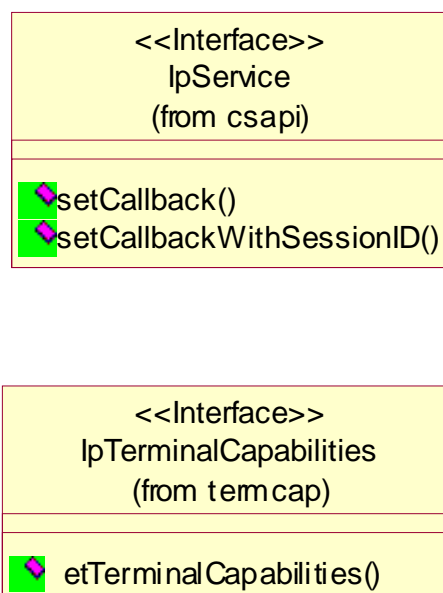 <<Interface>>
IpService
(from csapi)
setCallback()
setCallbackWithSessionID()
<<Interface>>
IpTerminalCapabilities
(from termcap)
etTerminalCapabilities()